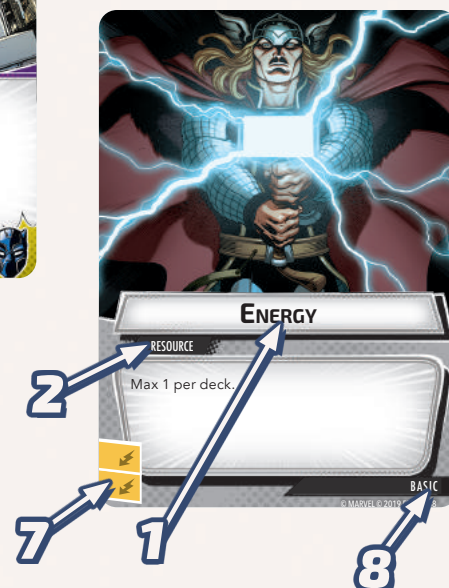 ENERGY
RESOURCE
2
Max 1 per deck.
BASIC
© MARVEL © 2019
7
1
8